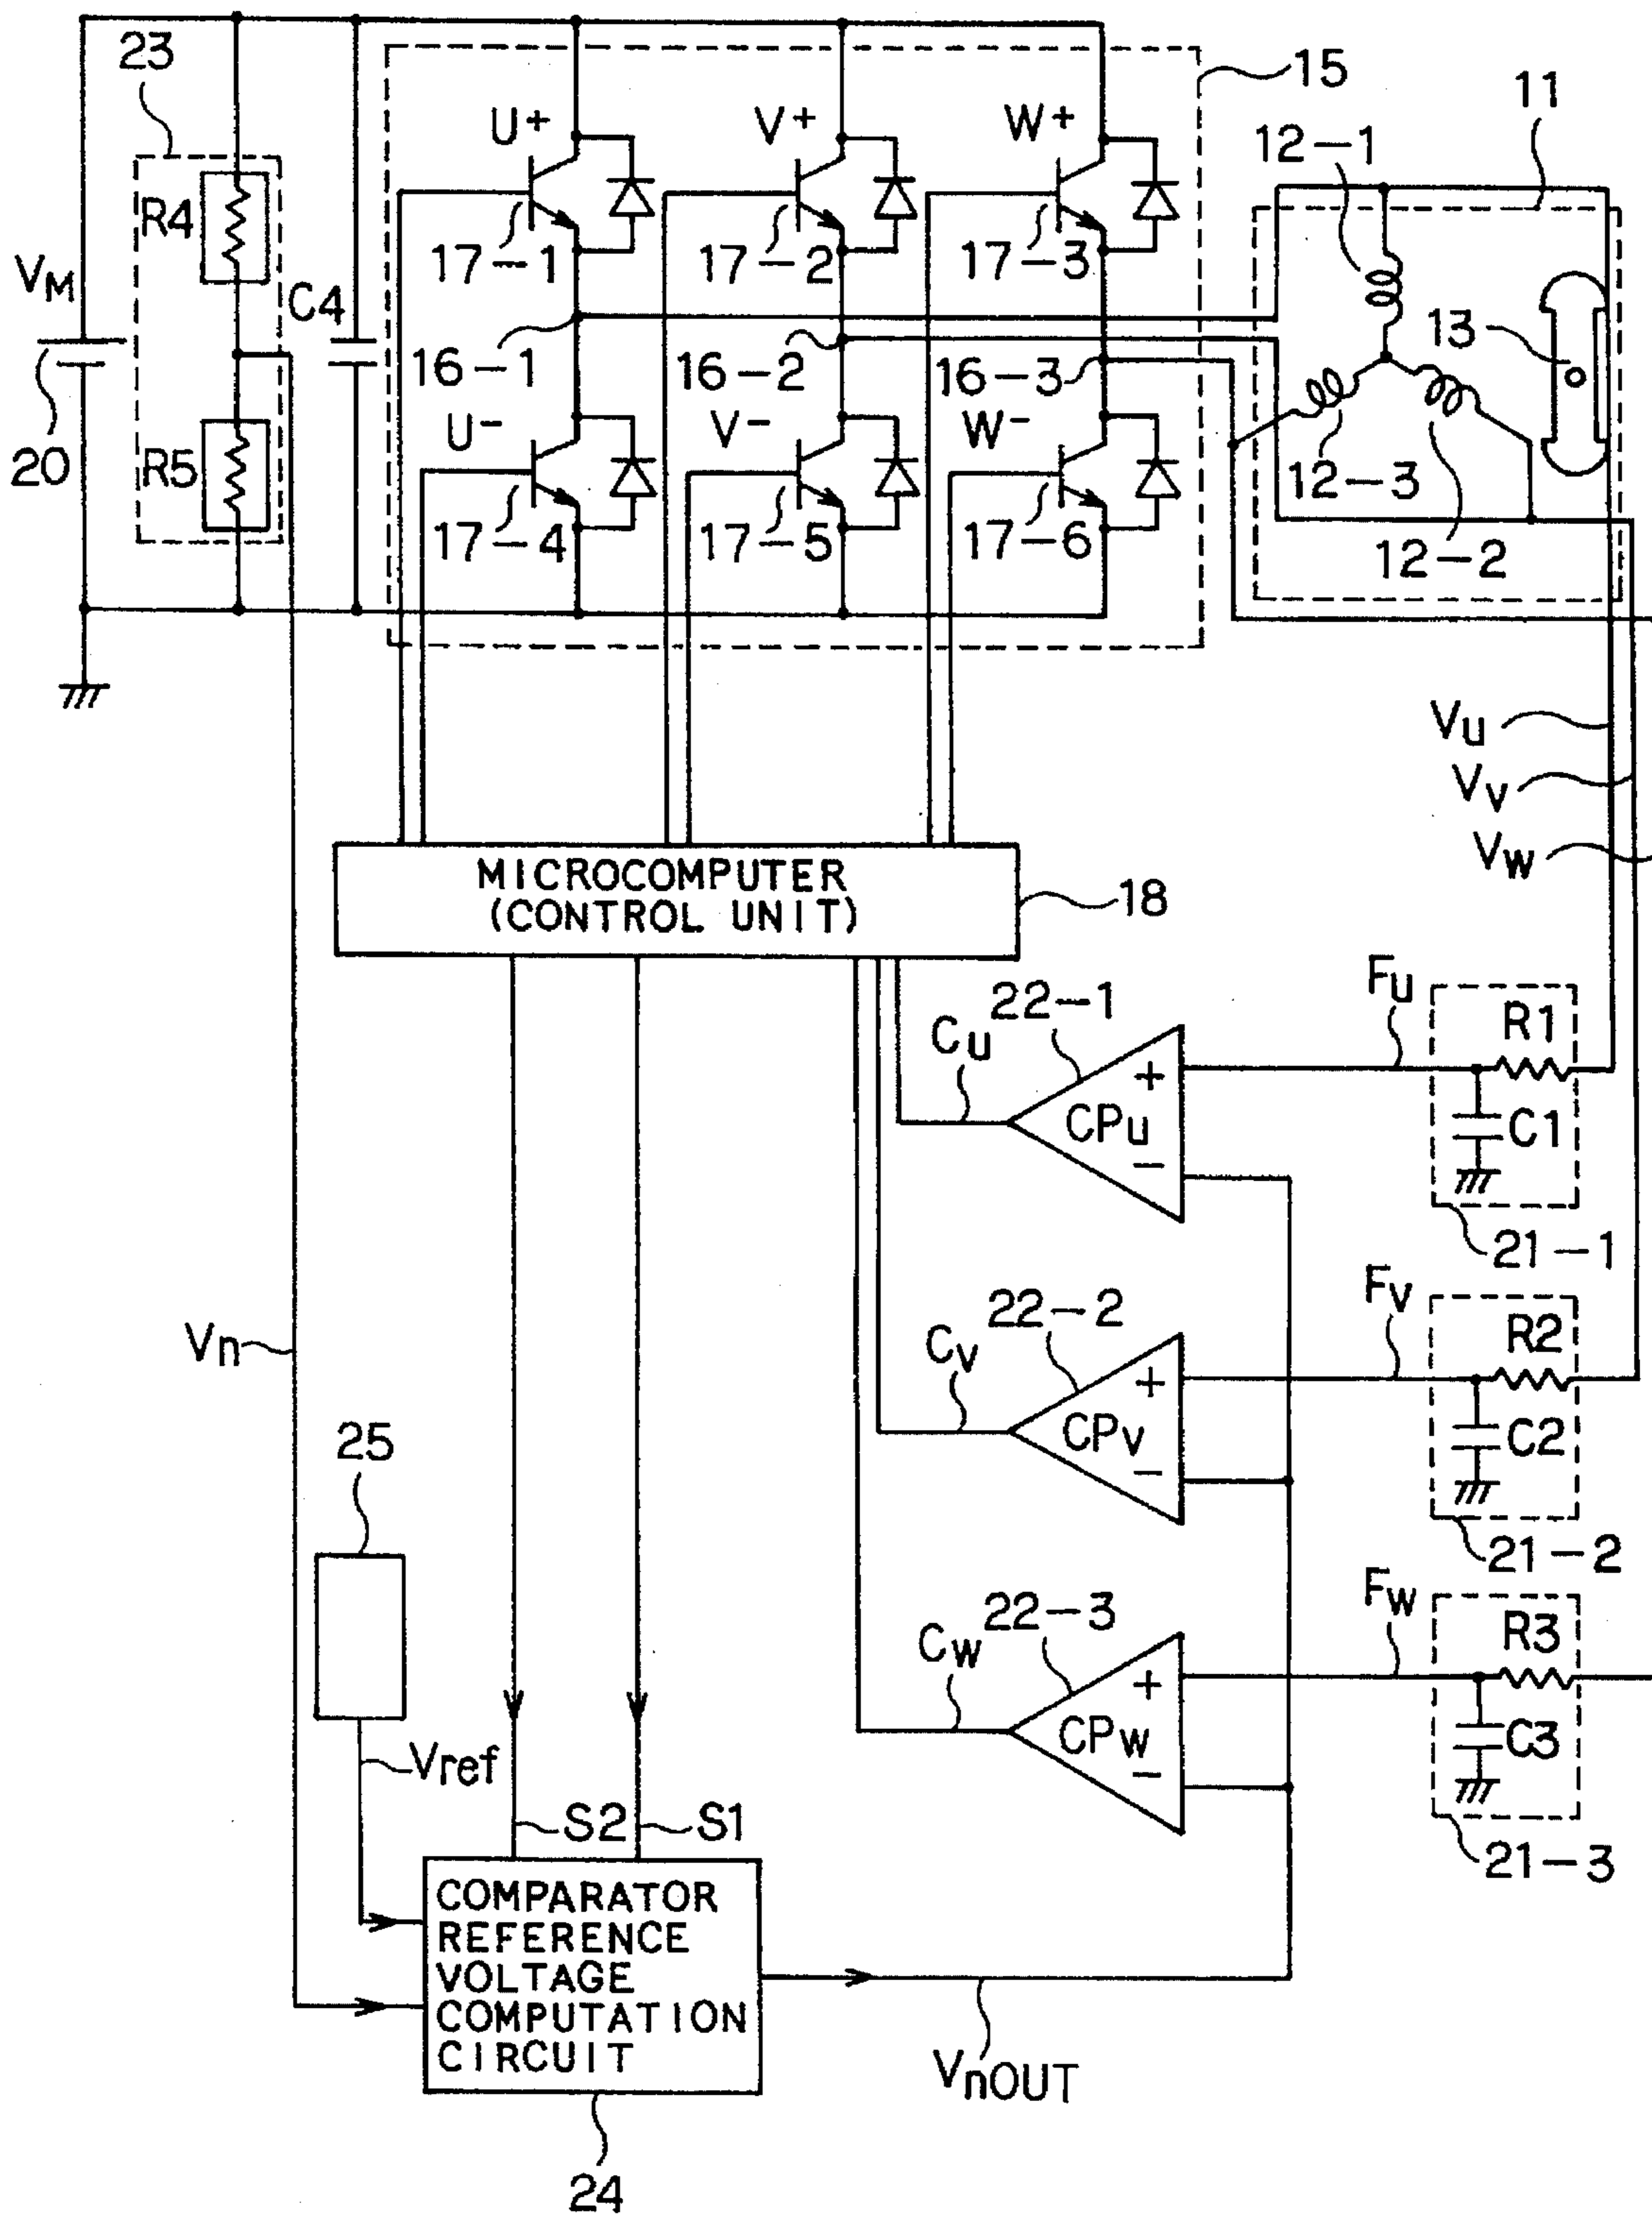 23
15
11
U+
V+
W+
12-1
R4
17-1
17-2
17-3
VM
C4
13
16-1
16-2
16-3
U-
V-
W-
20
R5
12-3
17-4
17-5
17-6
12-2
Vu
Vv
Vw
MICROCOMPUTER
(CONTROL UNIT)
18
Fu
22-1
R1
Cu
+
CPu
C1
-
21-1
Fv
22-2
R2
Vn
Cv
+
CPv
C2
25
-
21-2
Fw
22-3
R3
Cw
+
CPw
C3
Vref
-
S2
S1
21-3
COMPARATOR
REFERENCE
VOLTAGE
COMPUTATION
CIRCUIT
VnOUT
24